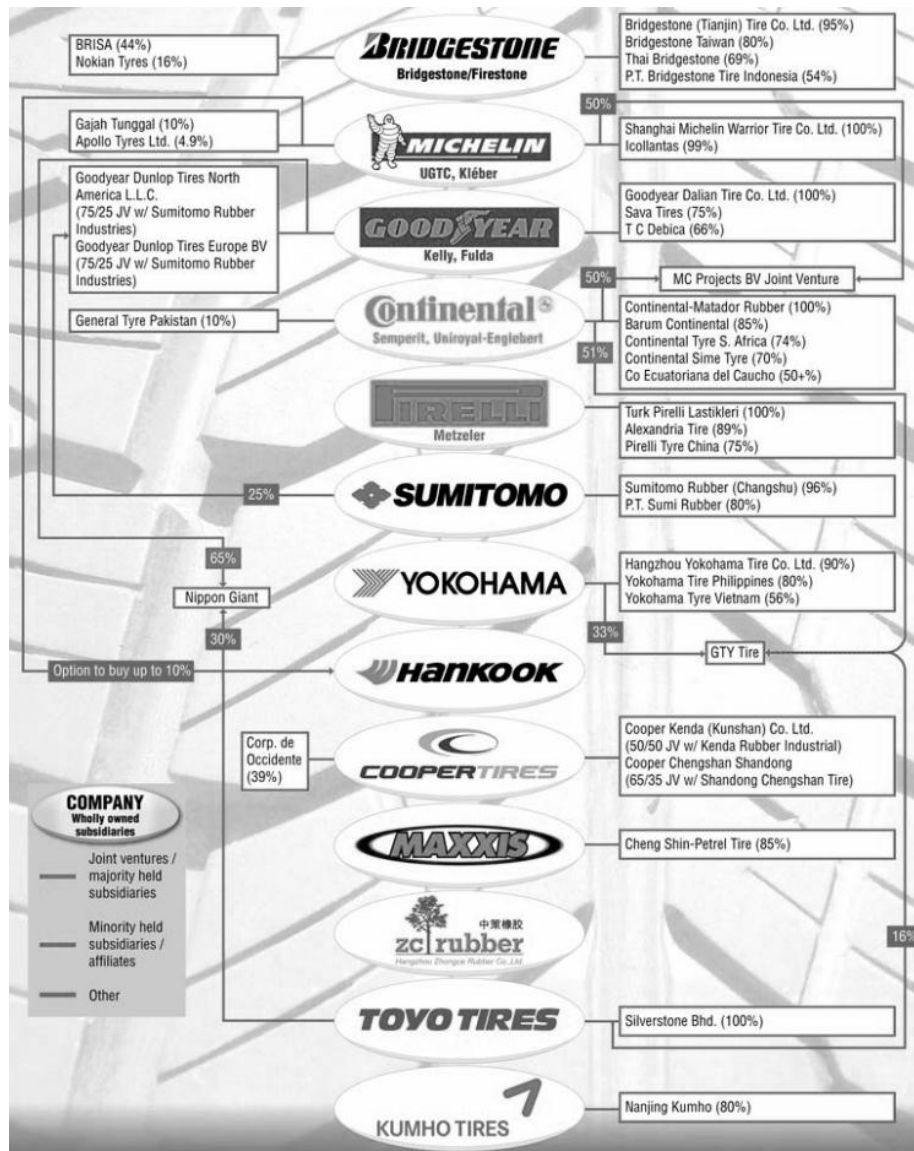 BRISA (44%)
Nokian Tyres (16%)
BRIDGESTONE
Bridgestone/Firestone
Bridgestone (Tianjin) Tire Co. Ltd. (95%)
Bridgestone Taiwan (80%)
Thai Bridgestone (69%)
P.T. Bridgestone Tire Indonesia (54%)
50%
Gajah Tunggal (10%)
Apollo Tyres Ltd. (4.9%)
MICHELIN
UGTC, Kléber
Shanghai Michelin Warrior Tire Co. Ltd. (100%)
Icollantas (99%)
Goodyear Dunlop Tires North
America L.L.C.
(75/25 JV w/ Sumitomo Rubber
Industries)
Goodyear Dunlop Tires Europe BV
(75/25 JV w/ Sumitomo Rubber
Industries)
GOODYEAR
Kelly, Fulda
Goodyear Dalian Tire Co. Ltd. (100%)
Sava Tires (75%)
T C Debica (66%)
50%
MC Projects BV Joint Venture
General Tyre Pakistan (10%)
Continental
Semperit, Uniroyal-Englebert
51%
Continental-Matador Rubber (100%)
Barum Continental (85%)
Continental Tyre S. Africa (74%)
Continental Sime Tyre (70%)
Co Ecuatoriana del Caucho (50+%)
PIRELLI
Metzeler
Turk Pirelli Lastikleri (100%)
Alexandria Tire (89%)
Pirelli Tyre China (75%)
25%
SUMITOMO
Sumitomo Rubber (Changshu) (96%)
P.T. Sumi Rubber (80%)
65%
Nippon Giant
30%
YOKOHAMA
Hangzhou Yokohama Tire Co. Ltd. (90%)
Yokohama Tire Philippines (80%)
Yokohama Tyre Vietnam (56%)
33%
GTY Tire
Option to buy up to 10%
HANKOOK
Corp. de
Occidente
(39%)
COOPERTIRES
Cooper Kenda (Kunshan) Co. Ltd.
(50/50 JV w/ Kenda Rubber Industrial)
Cooper Chengshan Shandong
(65/35 JV w/ Shandong Chengshan Tire)
COMPANY
Wholly owned
subsidiaries
Joint ventures /
majority held
subsidiaries
Minority held
subsidiaries /
affiliates
Other
MAXXIS
Cheng Shin-Petrel Tire (85%)
中策橡胶
zc rubber
Hangzhou Zhongce Rubber Co.,Ltd.
16%
TOYO TIRES
Silverstone Bhd. (100%)
KUMHO TIRES
Nanjing Kumho (80%)